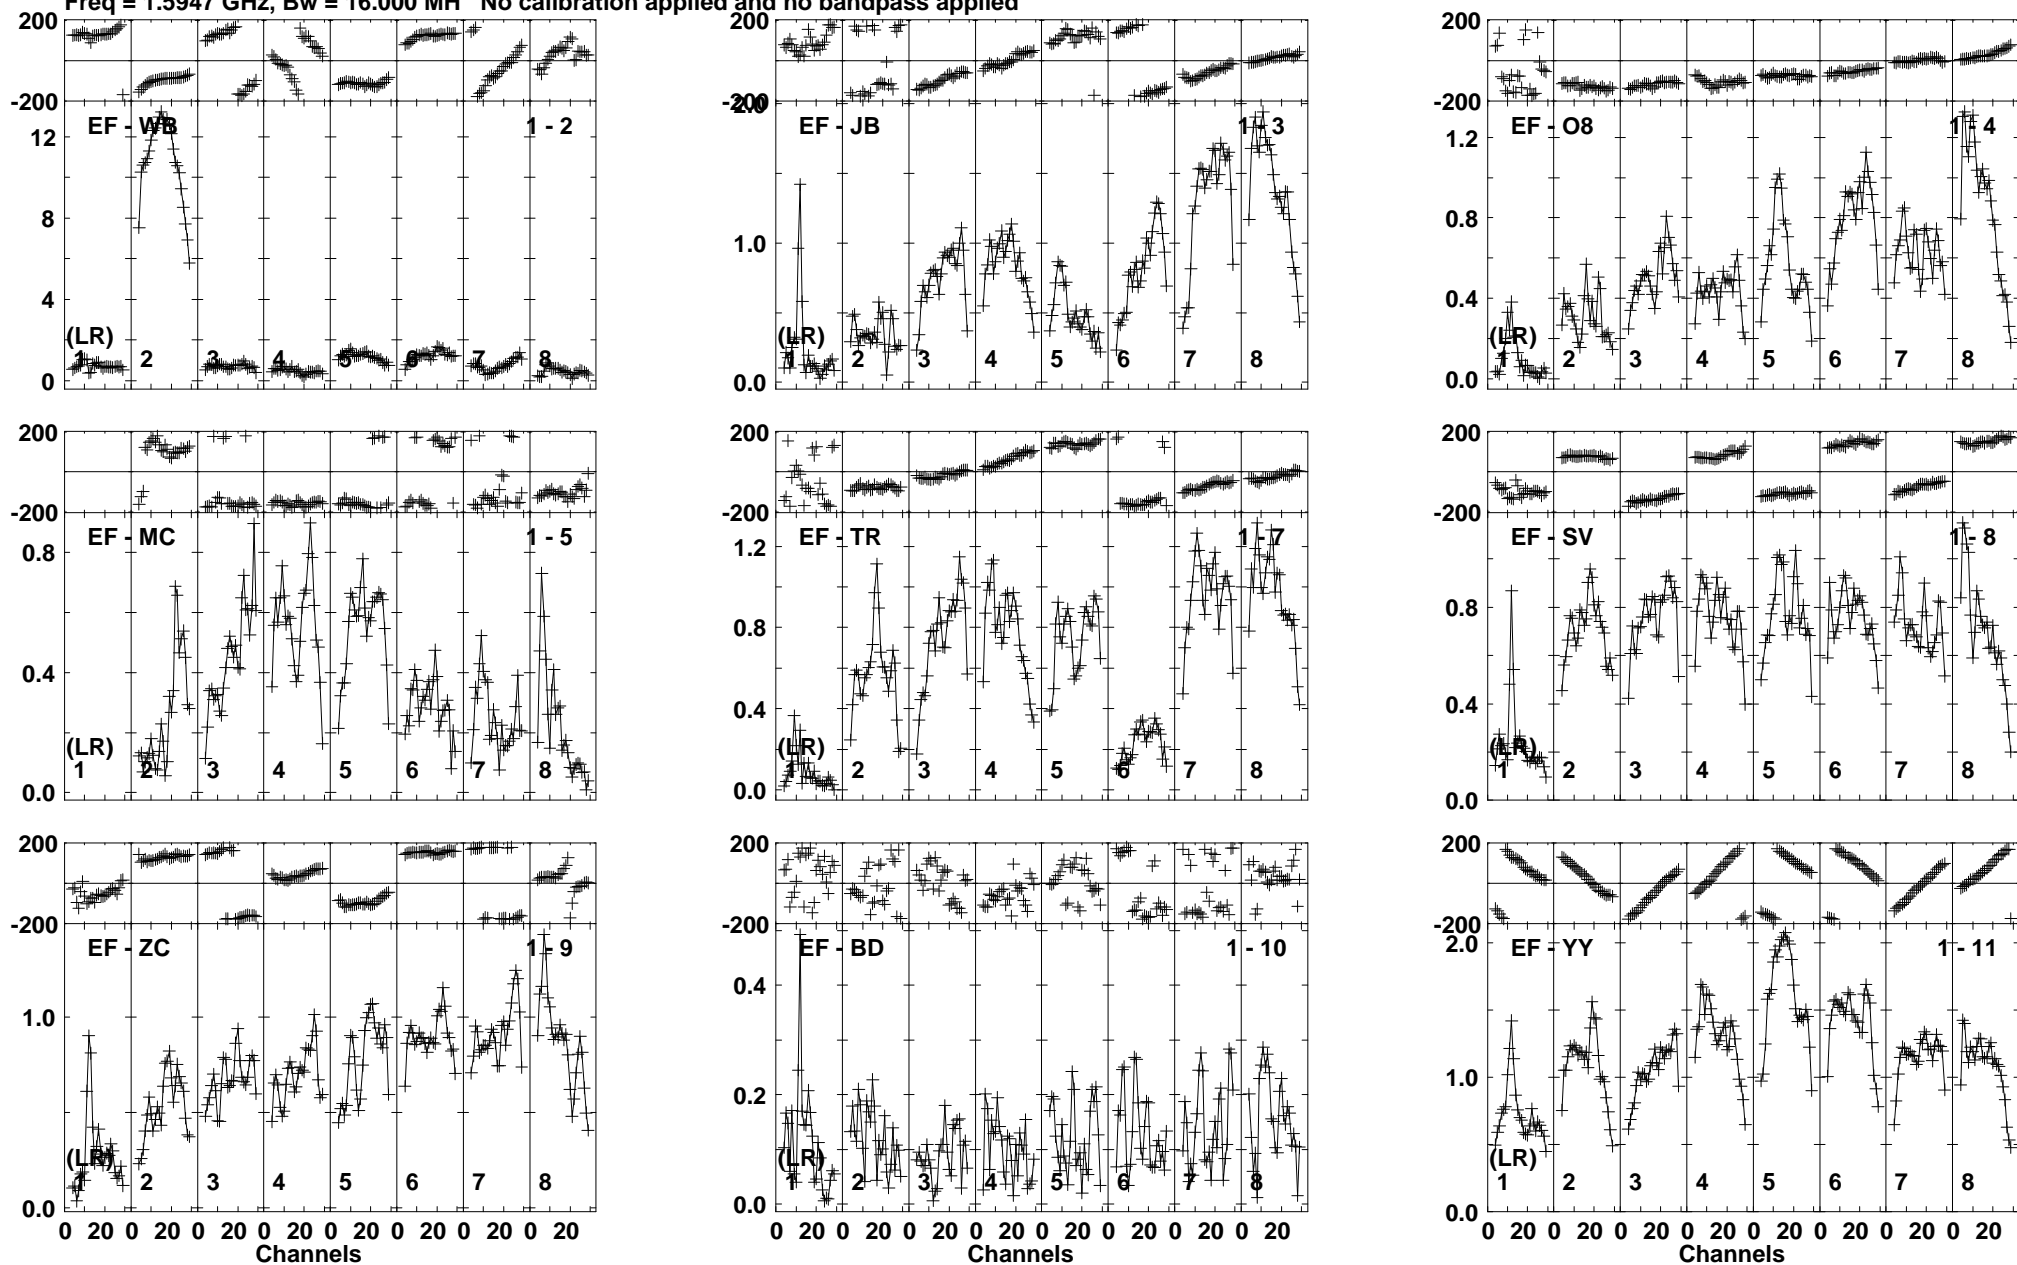 Freq = 1.5947 GHz, Bw = 16.000 MH No calibration applied and no bandpass applied
200
-200
EF - WB 1 - 2
12
8
4
0
(LR)
1 2 3 4 5 6 7 8
-200
2.0
EF - JB 1 - 3
1.0
0.0
(LR)
1 2 3 4 5 6 7 8
200
-200
EF - O8 1 - 4
1.2
0.8
0.4
0.0
(LR)
1 2 3 4 5 6 7 8
200
-200
EF - MC 1 - 5
0.8
0.4
0.0
(LR)
1 2 3 4 5 6 7 8
200
-200
EF - TR 1 - 7
1.2
0.8
0.4
0.0
(LR)
1 2 3 4 5 6 7 8
200
-200
EF - SV 1 - 8
0.8
0.4
0.0
(LR)
1 2 3 4 5 6 7 8
200
-200
EF - ZC 1 - 9
1.0
0.0
(LR)
1 2 3 4 5 6 7 8
0 20 0 20 0 20 0 20 0 20 0 20 0 20 0 20
Channels
200
-200
EF - BD 1 - 10
0.4
0.2
0.0
(LR)
1 2 3 4 5 6 7 8
0 20 0 20 0 20 0 20 0 20 0 20 0 20 0 20
Channels
200
-200
EF - YY 1 - 11
2.0
1.0
0.0
(LR)
1 2 3 4 5 6 7 8
0 20 0 20 0 20 0 20 0 20 0 20 0 20 0 20
Channels